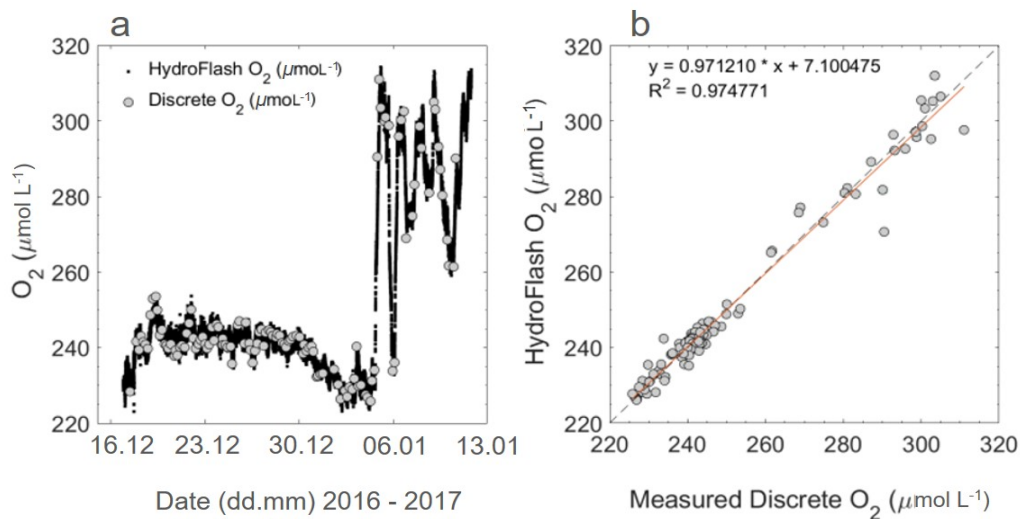 a
320
300
280
260
240
220
O2 (μmol L-1)
HydroFlash O2 (μmoL-1)
Discrete O2 (μmoL-1)
16.12 23.12 30.12 06.01 13.01
Date (dd.mm) 2016 - 2017
b
320
300
280
260
240
220
HydroFlash O2 (μmo L-1)
y = 0.971210 * x + 7.100475
R2 = 0.974771
220 240 260 280 300 320
Measured Discrete O2 (μmol L-1)